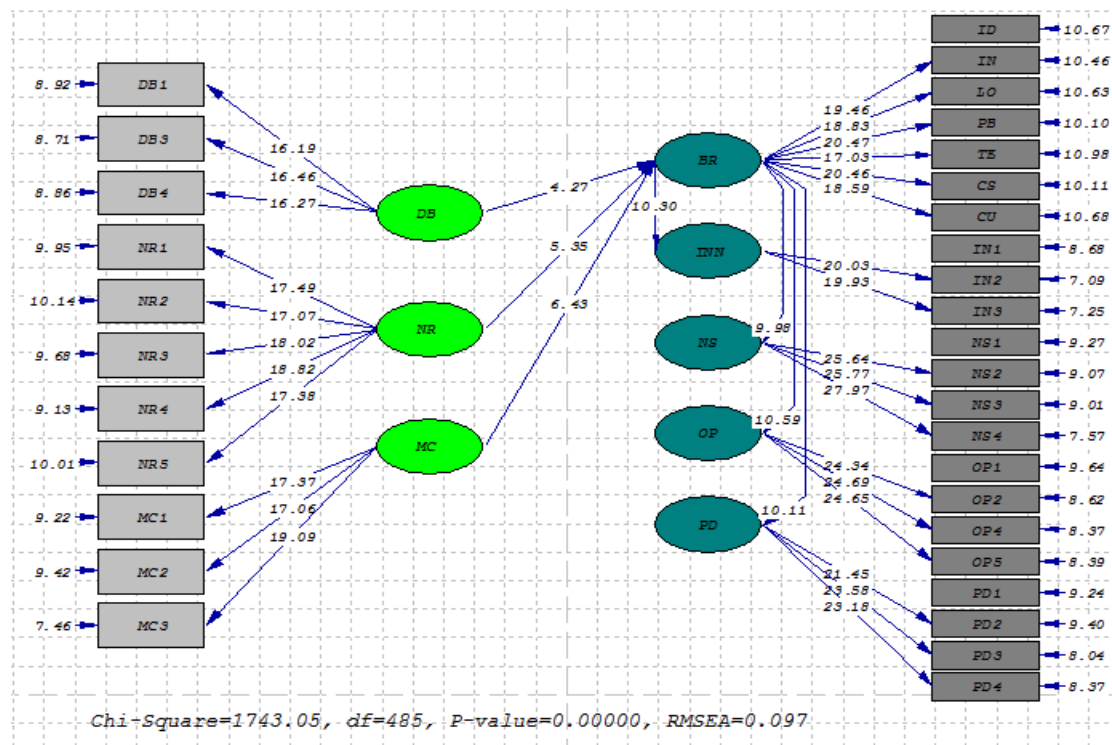 ID 10.67
IN 10.46
8.92 DB1
LO 10.63
19.46
18.83
PB 10.10
8.71 DB3
20.47
16.19
BR
17.03
TE 10.98
16.46
20.46
8.86 DB4
4.27
18.59
CS 10.11
16.27
10.30
DB
CU 10.68
9.95 NR1
5.35
INN
IN1 8.68
20.03
IN2 7.09
19.93
17.49
6.43
10.14 NR2
IN3 7.25
17.07
NR
9.98
NS
NS1 9.27
9.68 NR3
18.02
25.64
NS2 9.07
18.82
25.77
17.38
27.97
NS3 9.01
9.13 NR4
10.59
OP
NS4 7.57
MC
10.01 NR5
24.34
OP1 9.64
17.37
24.69
24.65
OP2 8.62
9.22 MC1
17.06
10.11
PD
OP4 8.37
19.09
OP5 8.39
9.42 MC2
21.45
23.58
PD1 9.24
23.18
PD2 9.40
7.46 MC3
PD3 8.04
PD4 8.37
Chi-Square=1743.05, df=485, P-value=0.00000, RMSEA=0.097